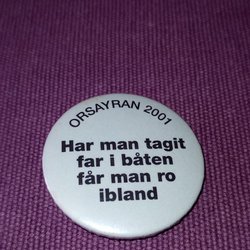 ORSAYRAN 2001
Har man tagit
far i båten
får man ro
ibland